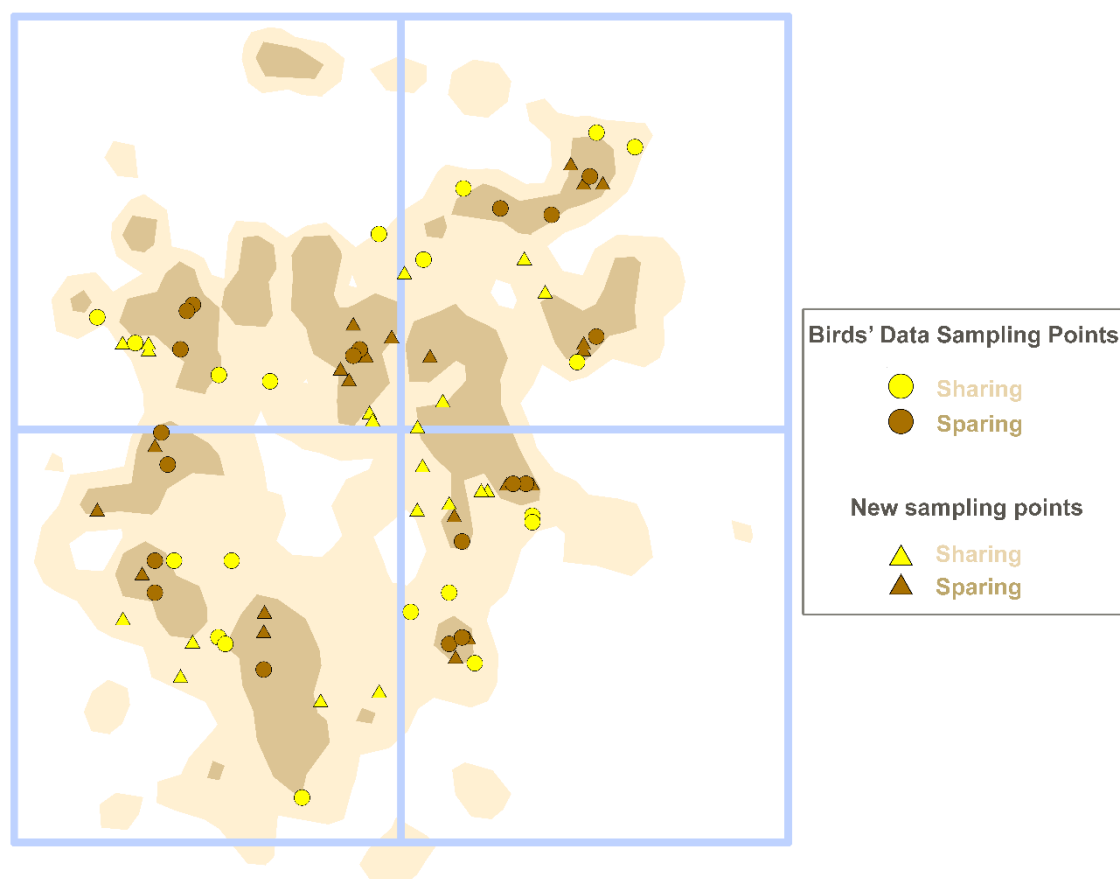 Birds' Data Sampling Points
Sharing
Sparing
New sampling points
Sharing
Sparing